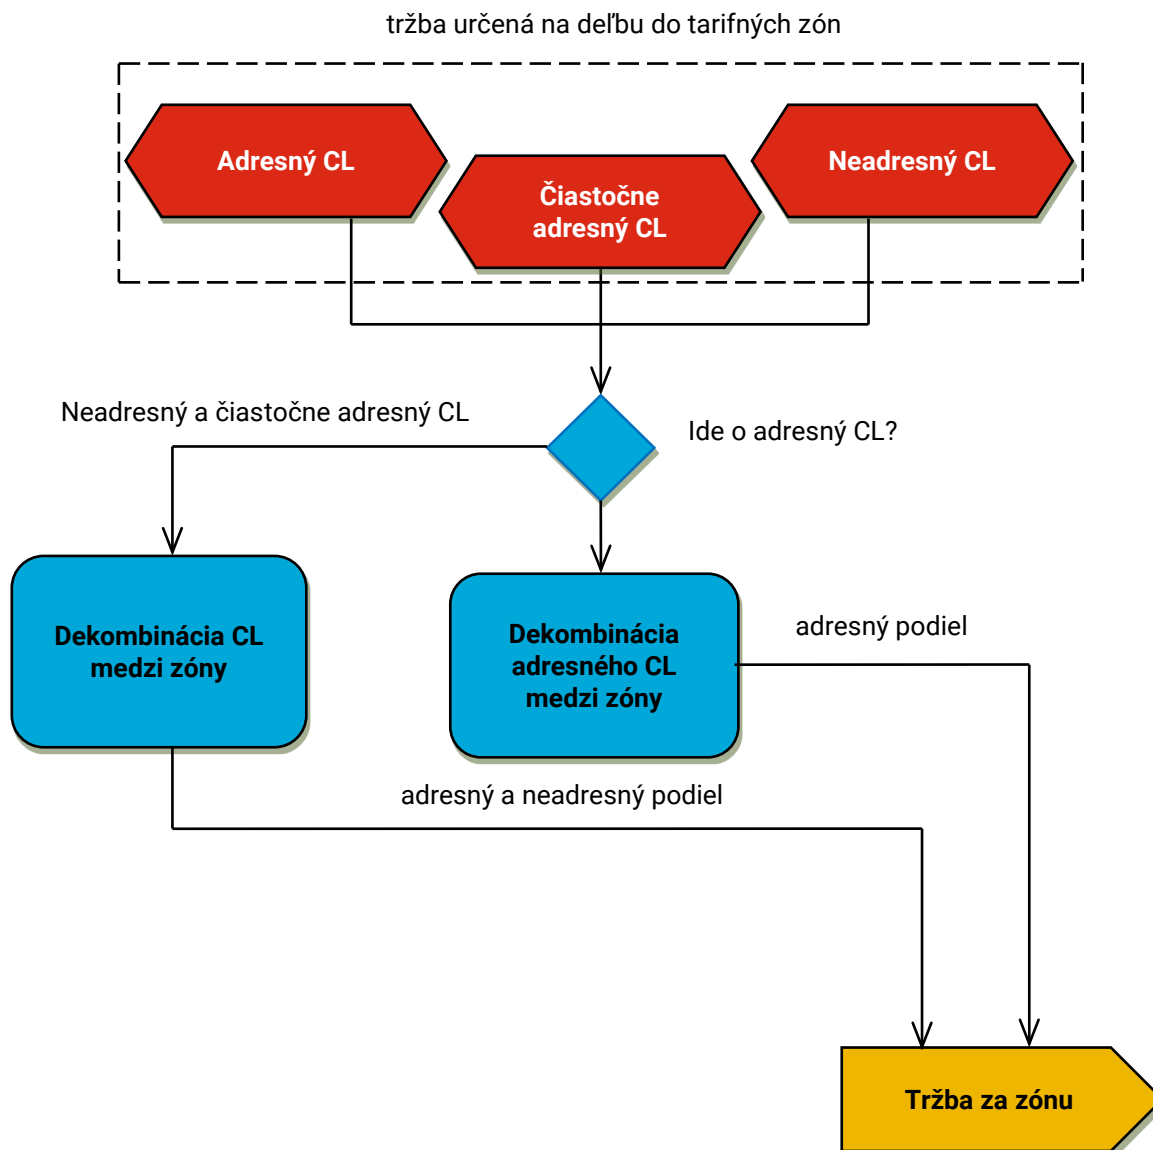 tržba určená na deľbu do tarifných zón
Adresný CL
Čiastočne
adresný CL
Neadresný CL
Neadresný a čiastočne adresný CL
Ide o adresný CL?
Dekombinácia CL
medzi zóny
Dekombinácia
adresného CL
medzi zóny
adresný podiel
adresný a neadresný podiel
Tržba za zónu